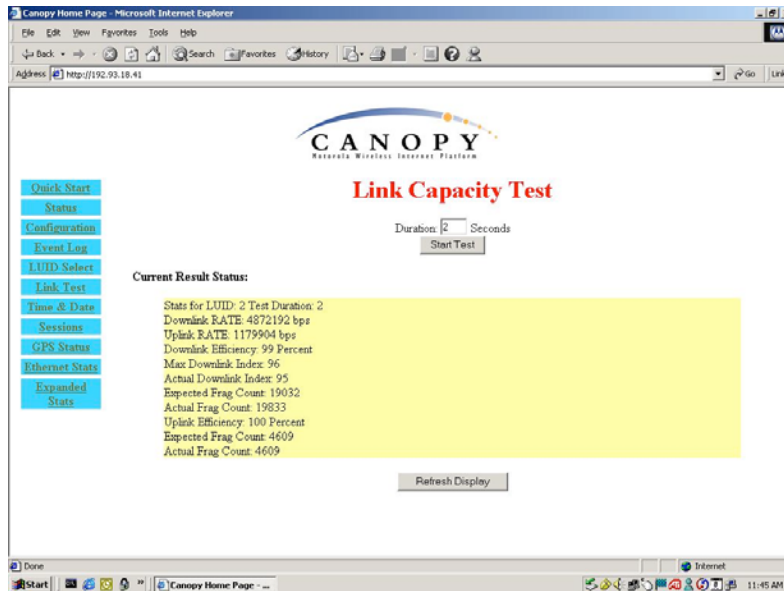 Canopy Home Page - Microsoft Internet Explorer
File Edit View Favorites Tools Help
Back Search Favorites History
Address http://192.93.18.41 Go Link
CANOPY
Motorola Wireless Internet Platform
Quick Start
Status
Configuration
Event Log
LUID Select
Link Test
Time & Date
Sessions
GPS Status
Ethernet Stats
Expanded
Stats
Link Capacity Test
Duration: 2 Seconds
Start Test
Current Result Status:
Stats for LUID: 2 Test Duration: 2
Downlink RATE: 4872192 bps
Uplink RATE: 1179904 bps
Downlink Efficiency: 99 Percent
Max Downlink Index: 96
Actual Downlink Index: 95
Expected Frag Count: 19032
Actual Frag Count: 19833
Uplink Efficiency: 100 Percent
Expected Frag Count: 4609
Actual Frag Count: 4609
Refresh Display
Done Internet
Start » Canopy Home Page - ... 11:45 AM